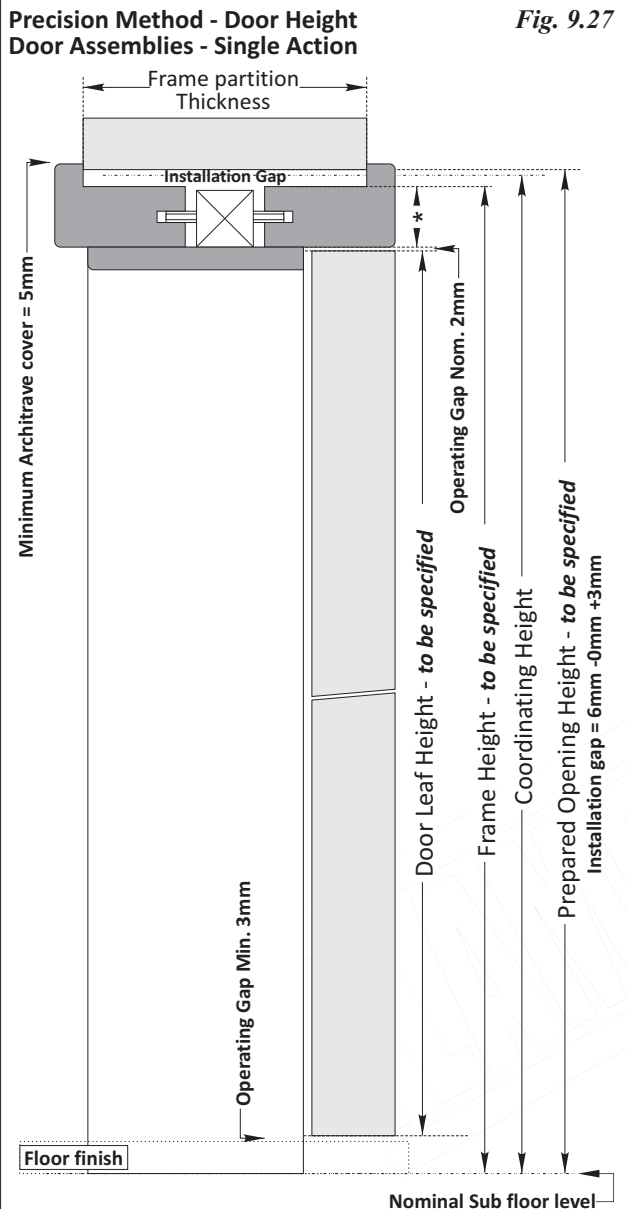 Precision Method - Door Height
Door Assemblies - Single Action
Fig. 9.27
Frame partition
Thickness
Installation Gap
*
Minimum Architrave cover = 5mm
Operating Gap Nom. 2mm
Door Leaf Height - to be specified
Frame Height - to be specified
Coordinating Height
Prepared Opening Height - to be specified
Installation gap = 6mm -0mm +3mm
Operating Gap Min. 3mm
Floor finish
Nominal Sub floor level